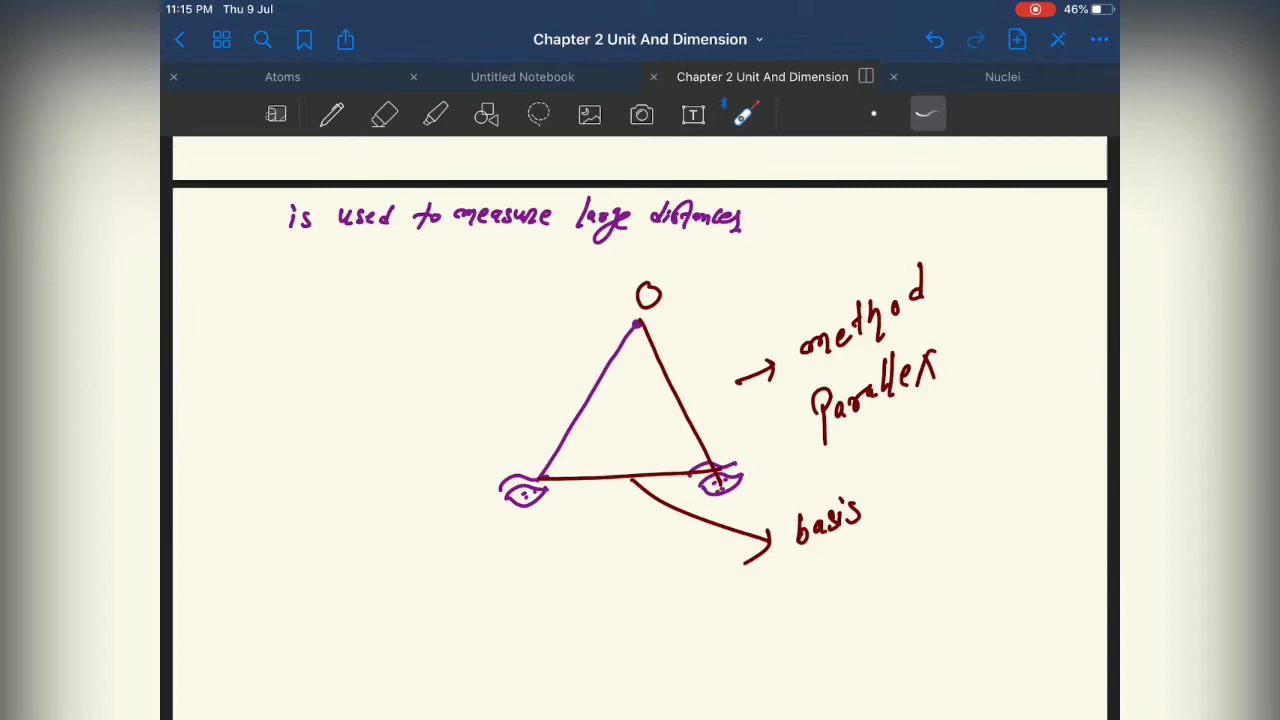 11:15 PM Thu 9 Jul
46%
Chapter 2 Unit And Dimension
Atoms
Untitled Notebook
Chapter 2 Unit And Dimension
Nuclei
T
is used to measure large distances
O
method
Parallex
basis